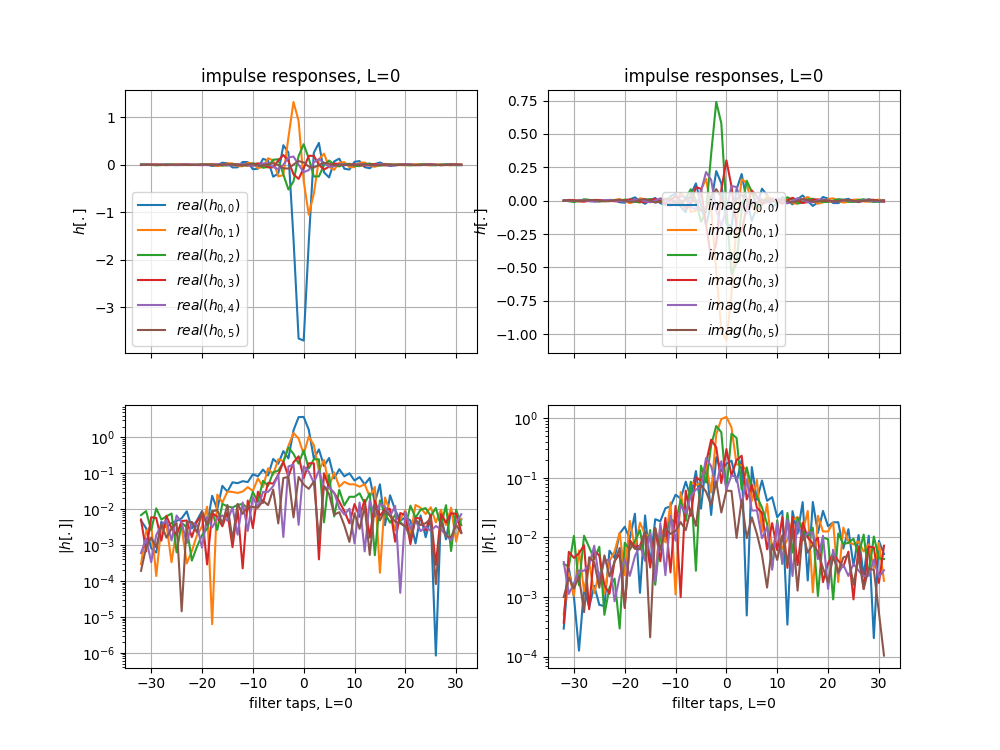 impulse responses, L=0
1
0
−1
−2
−3
h[.]
real(h0,0)
real(h0,1)
real(h0,2)
real(h0,3)
real(h0,4)
real(h0,5)
impulse responses, L=0
0.75
0.50
0.25
0.00
−0.25
−0.50
−0.75
−1.00
h[.]
imag(h0,0)
imag(h0,1)
imag(h0,2)
imag(h0,3)
imag(h0,4)
imag(h0,5)
10^0
10^−1
10^−2
10^−3
10^−4
10^−5
10^−6
|h[.]|
−30 −20 −10 0 10 20 30
filter taps, L=0
10^0
10^−1
10^−2
10^−3
10^−4
|h[.]|
−30 −20 −10 0 10 20 30
filter taps, L=0